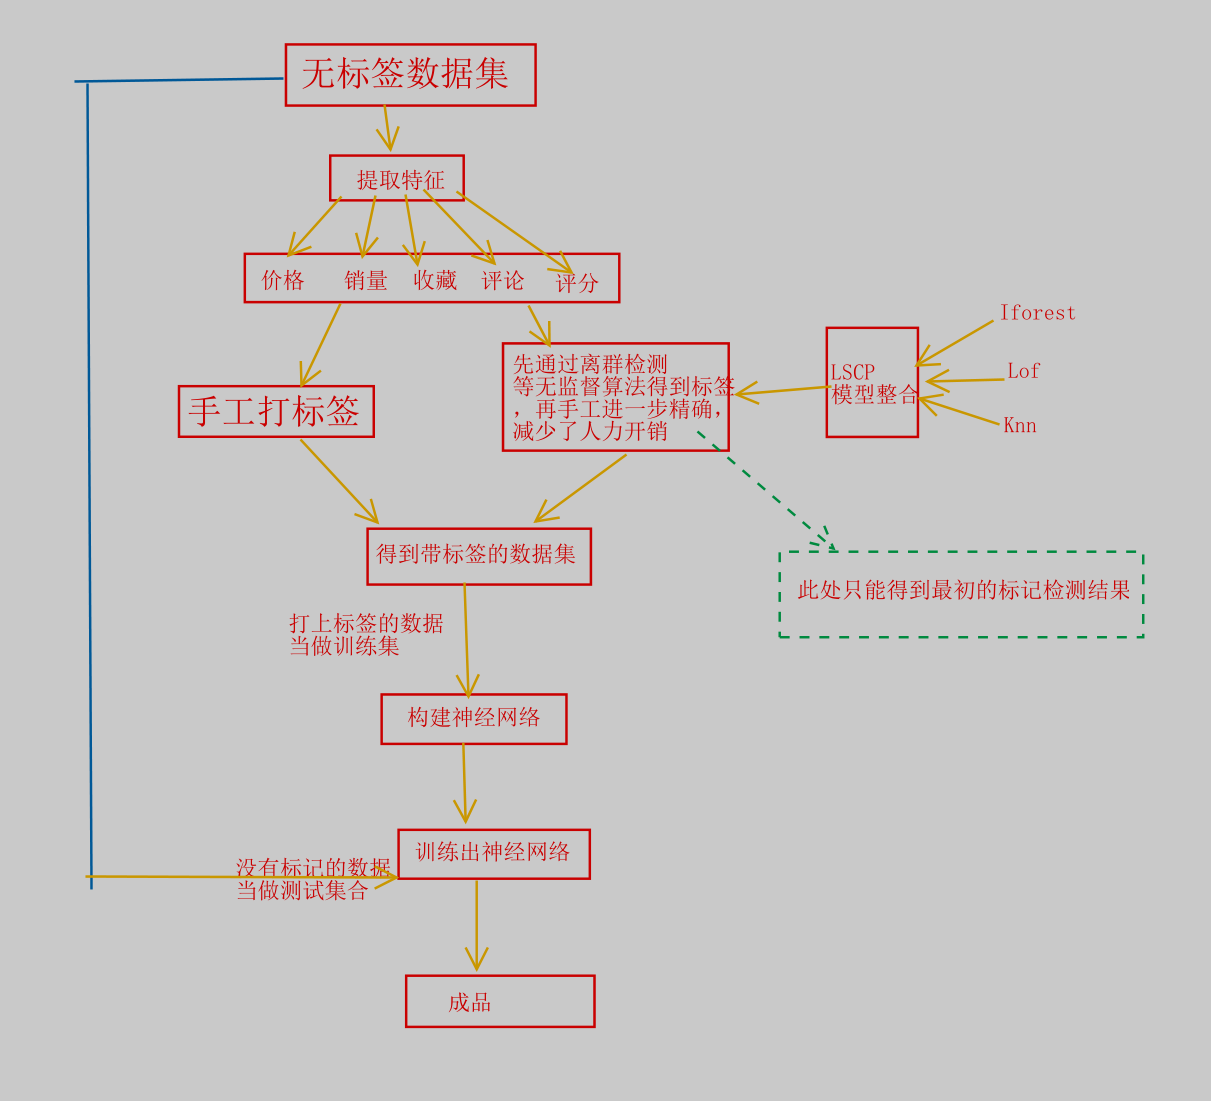 无标签数据集
提取特征
价格
销量
收藏
评论
评分
手工打标签
先通过离群检测
等无监督算法得到标签
，再手工进一步精确，
减少了人力开销
LSCP
模型整合
Iforest
Lof
Knn
得到带标签的数据集
此处只能得到最初的标记检测结果
打上标签的数据
当做训练集
构建神经网络
训练出神经网络
没有标记的数据
当做测试集合
成品